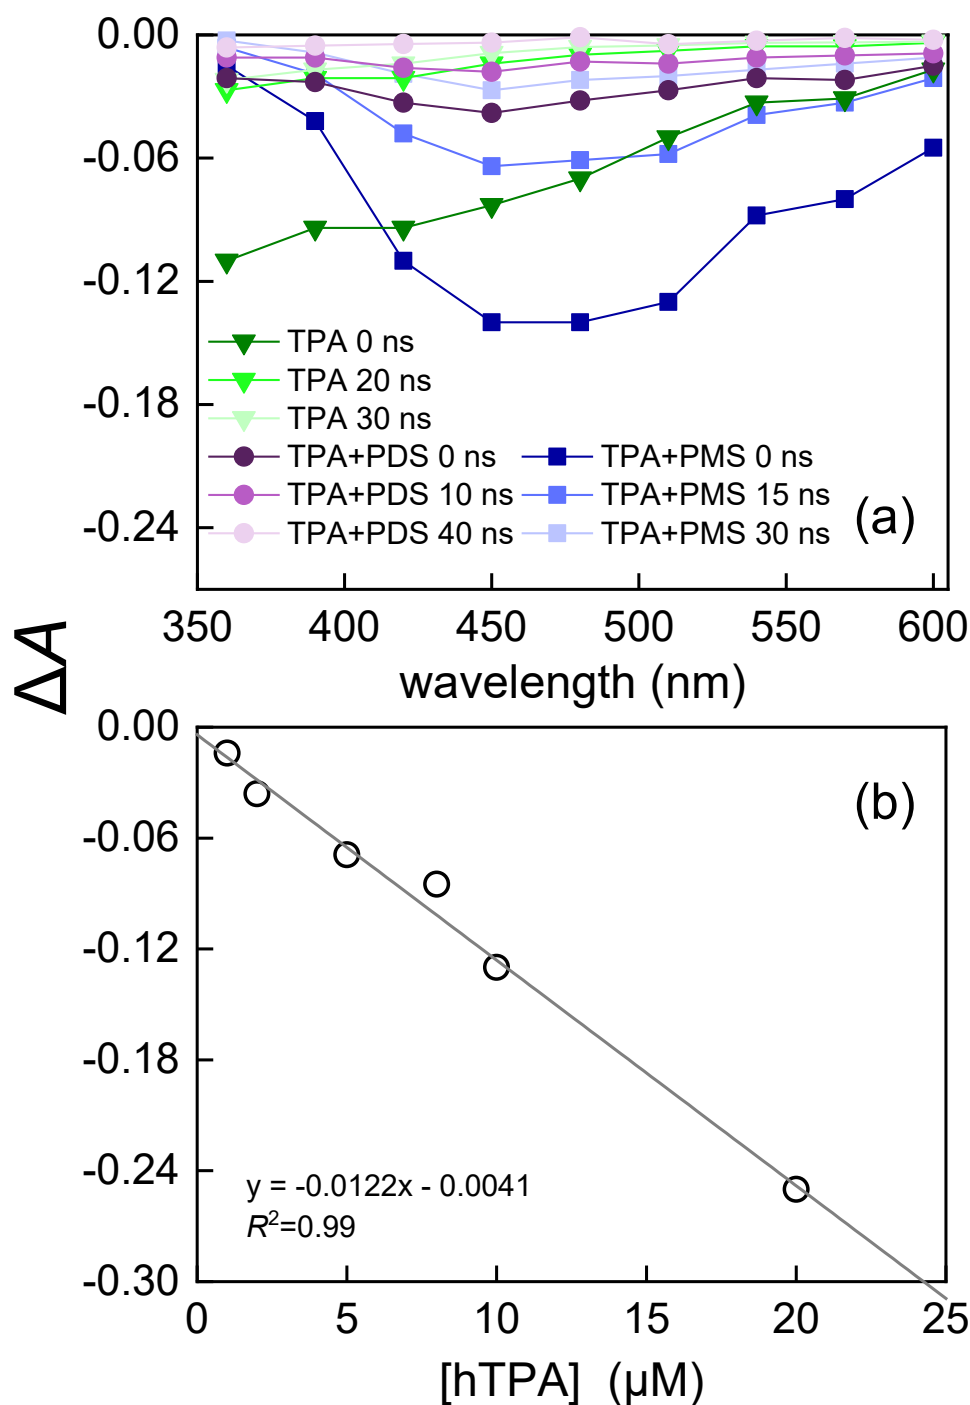 0.00
-0.06
-0.12
-0.18
-0.24
TPA 0 ns
TPA 20 ns
TPA 30 ns
TPA+PDS 0 ns TPA+PMS 0 ns
TPA+PDS 10 ns TPA+PMS 15 ns
TPA+PDS 40 ns TPA+PMS 30 ns
(a)
350 400 450 500 550 600
wavelength (nm)
ΔA
0.00
-0.06
-0.12
-0.18
-0.24
-0.30
(b)
y = -0.0122x - 0.0041
R²=0.99
0 5 10 15 20 25
[hTPA] (μM)